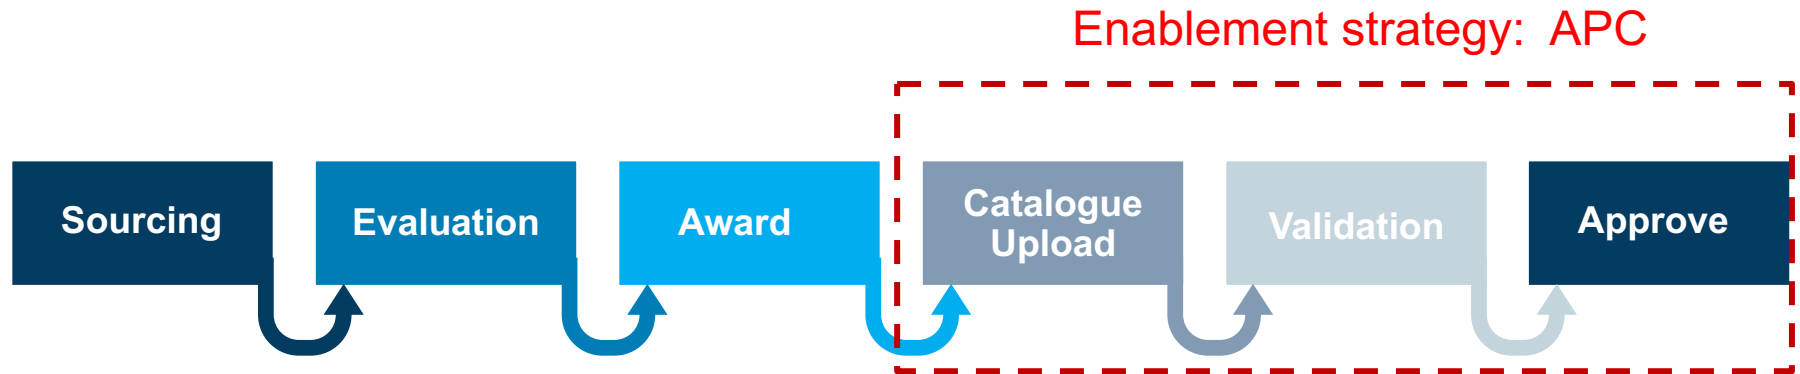 Enablement strategy:  APC
Sourcing
Evaluation
Award
Catalogue
Upload
Validation
Approve